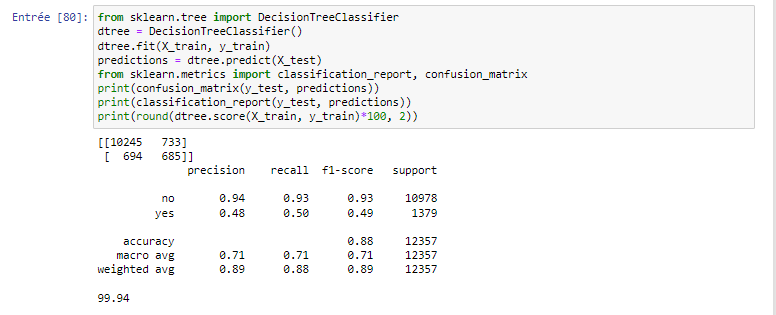 Entrée [80]: from sklearn.tree import DecisionTreeClassifier
dtree = DecisionTreeClassifier()
dtree.fit(X_train, y_train)
predictions = dtree.predict(X_test)
from sklearn.metrics import classification_report, confusion_matrix
print(confusion_matrix(y_test, predictions))
print(classification_report(y_test, predictions))
print(round(dtree.score(X_train, y_train)*100, 2))
[[10245   733]
 [  694   685]]
              precision    recall  f1-score   support

          no       0.94      0.93      0.93     10978
         yes       0.48      0.50      0.49      1379

    accuracy                           0.88     12357
   macro avg       0.71      0.71      0.71     12357
weighted avg       0.89      0.88      0.89     12357

99.94